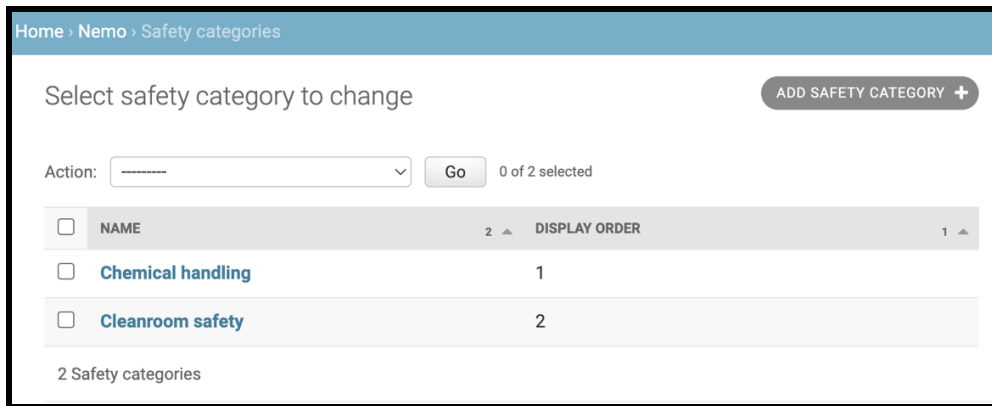 Home › Nemo › Safety categories
Select safety category to change
ADD SAFETY CATEGORY +
Action: --------- Go 0 of 2 selected
NAME 2 DISPLAY ORDER 1
Chemical handling 1
Cleanroom safety 2
2 Safety categories